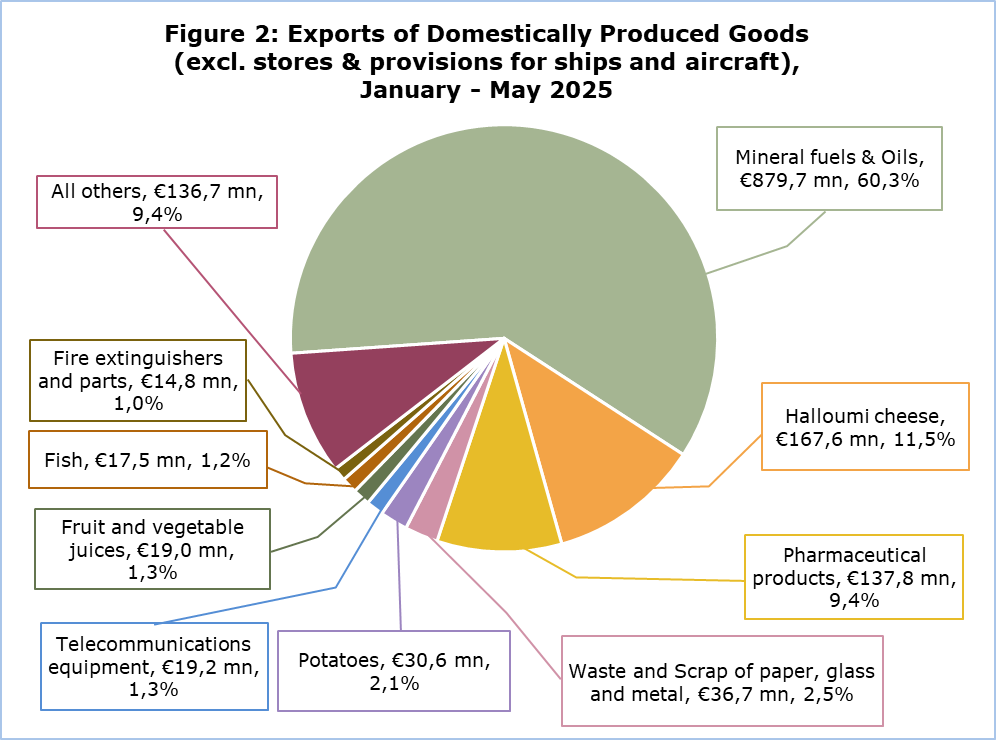 Figure 2: Exports of Domestically Produced Goods
(excl. stores & provisions for ships and aircraft),
January - May 2025
Mineral fuels & Oils,
€879,7 mn, 60,3%
All others, €136,7 mn,
9,4%
Fire extinguishers
and parts, €14,8 mn,
1,0%
Halloumi cheese,
€167,6 mn, 11,5%
Fish, €17,5 mn, 1,2%
Fruit and vegetable
juices, €19,0 mn,
1,3%
Pharmaceutical
products, €137,8 mn,
9,4%
Telecommunications
equipment, €19,2 mn,
1,3%
Potatoes, €30,6 mn,
2,1%
Waste and Scrap of paper, glass
and metal, €36,7 mn, 2,5%